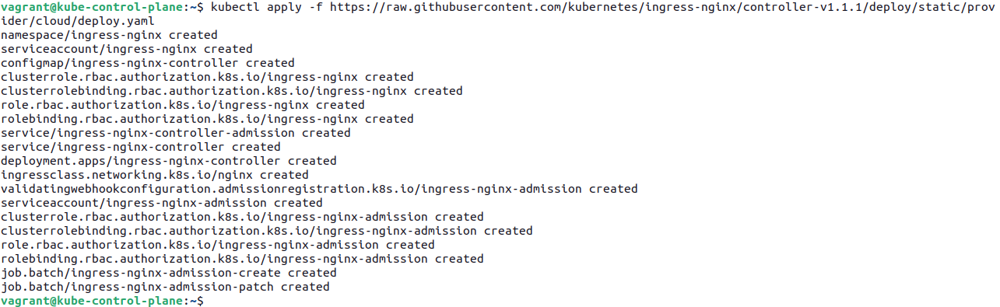 vagrant@kube-control-plane:~$ kubectl apply -f https://raw.githubusercontent.com/kubernetes/ingress-nginx/controller-v1.1.1/deploy/static/prov
ider/cloud/deploy.yaml
namespace/ingress-nginx created
serviceaccount/ingress-nginx created
configmap/ingress-nginx-controller created
clusterrole.rbac.authorization.k8s.io/ingress-nginx created
clusterrolebinding.rbac.authorization.k8s.io/ingress-nginx created
role.rbac.authorization.k8s.io/ingress-nginx created
rolebinding.rbac.authorization.k8s.io/ingress-nginx created
service/ingress-nginx-controller-admission created
service/ingress-nginx-controller created
deployment.apps/ingress-nginx-controller created
ingressclass.networking.k8s.io/nginx created
validatingwebhookconfiguration.admissionregistration.k8s.io/ingress-nginx-admission created
serviceaccount/ingress-nginx-admission created
clusterrole.rbac.authorization.k8s.io/ingress-nginx-admission created
clusterrolebinding.rbac.authorization.k8s.io/ingress-nginx-admission created
role.rbac.authorization.k8s.io/ingress-nginx-admission created
rolebinding.rbac.authorization.k8s.io/ingress-nginx-admission created
job.batch/ingress-nginx-admission-create created
job.batch/ingress-nginx-admission-patch created
vagrant@kube-control-plane:~$